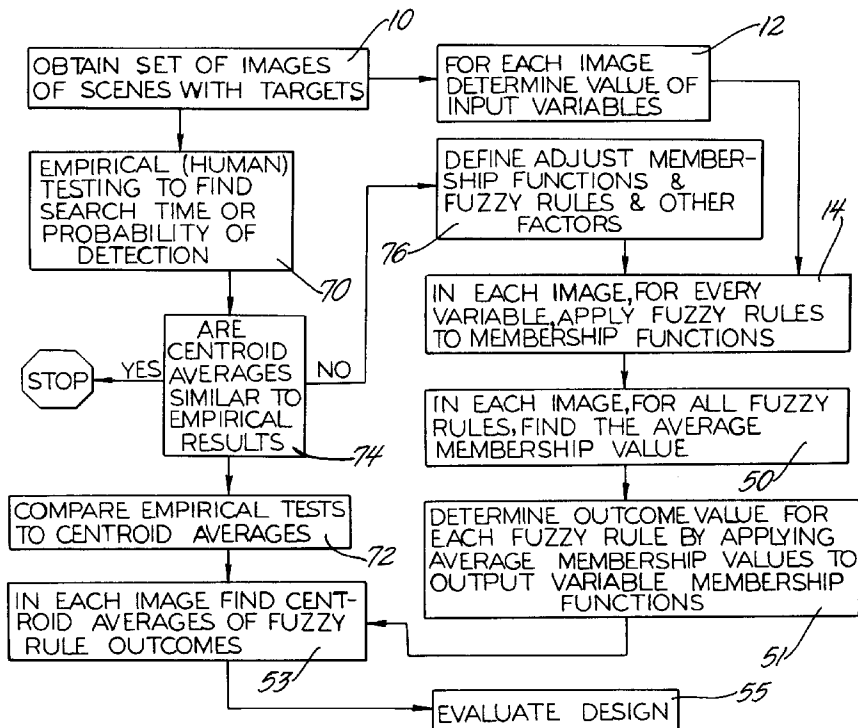 10
OBTAIN SET OF IMAGES
OF SCENES WITH TARGETS
12
FOR EACH IMAGE
DETERMINE VALUE OF
INPUT VARIABLES
EMPIRICAL (HUMAN)
TESTING TO FIND
SEARCH TIME OR
PROBABILITY OF
DETECTION
70
DEFINE ADJUST MEMBER-
SHIP FUNCTIONS &
FUZZY RULES & OTHER
FACTORS
76
14
IN EACH IMAGE, FOR EVERY
VARIABLE, APPLY FUZZY RULES
TO MEMBERSHIP FUNCTIONS
ARE
CENTROID
AVERAGES
SIMILAR TO
EMPIRICAL
RESULTS
74
YES
NO
STOP
IN EACH IMAGE, FOR ALL FUZZY
RULES, FIND THE AVERAGE
MEMBERSHIP VALUE
50
COMPARE EMPIRICAL TESTS
TO CENTROID AVERAGES
72
DETERMINE OUTCOME VALUE FOR
EACH FUZZY RULE BY APPLYING
AVERAGE MEMBERSHIP VALUES TO
OUTPUT VARIABLE MEMBERSHIP
FUNCTIONS
51
IN EACH IMAGE FIND CENT-
ROID AVERAGES OF FUZZY
RULE OUTCOMES
53
EVALUATE DESIGN
55